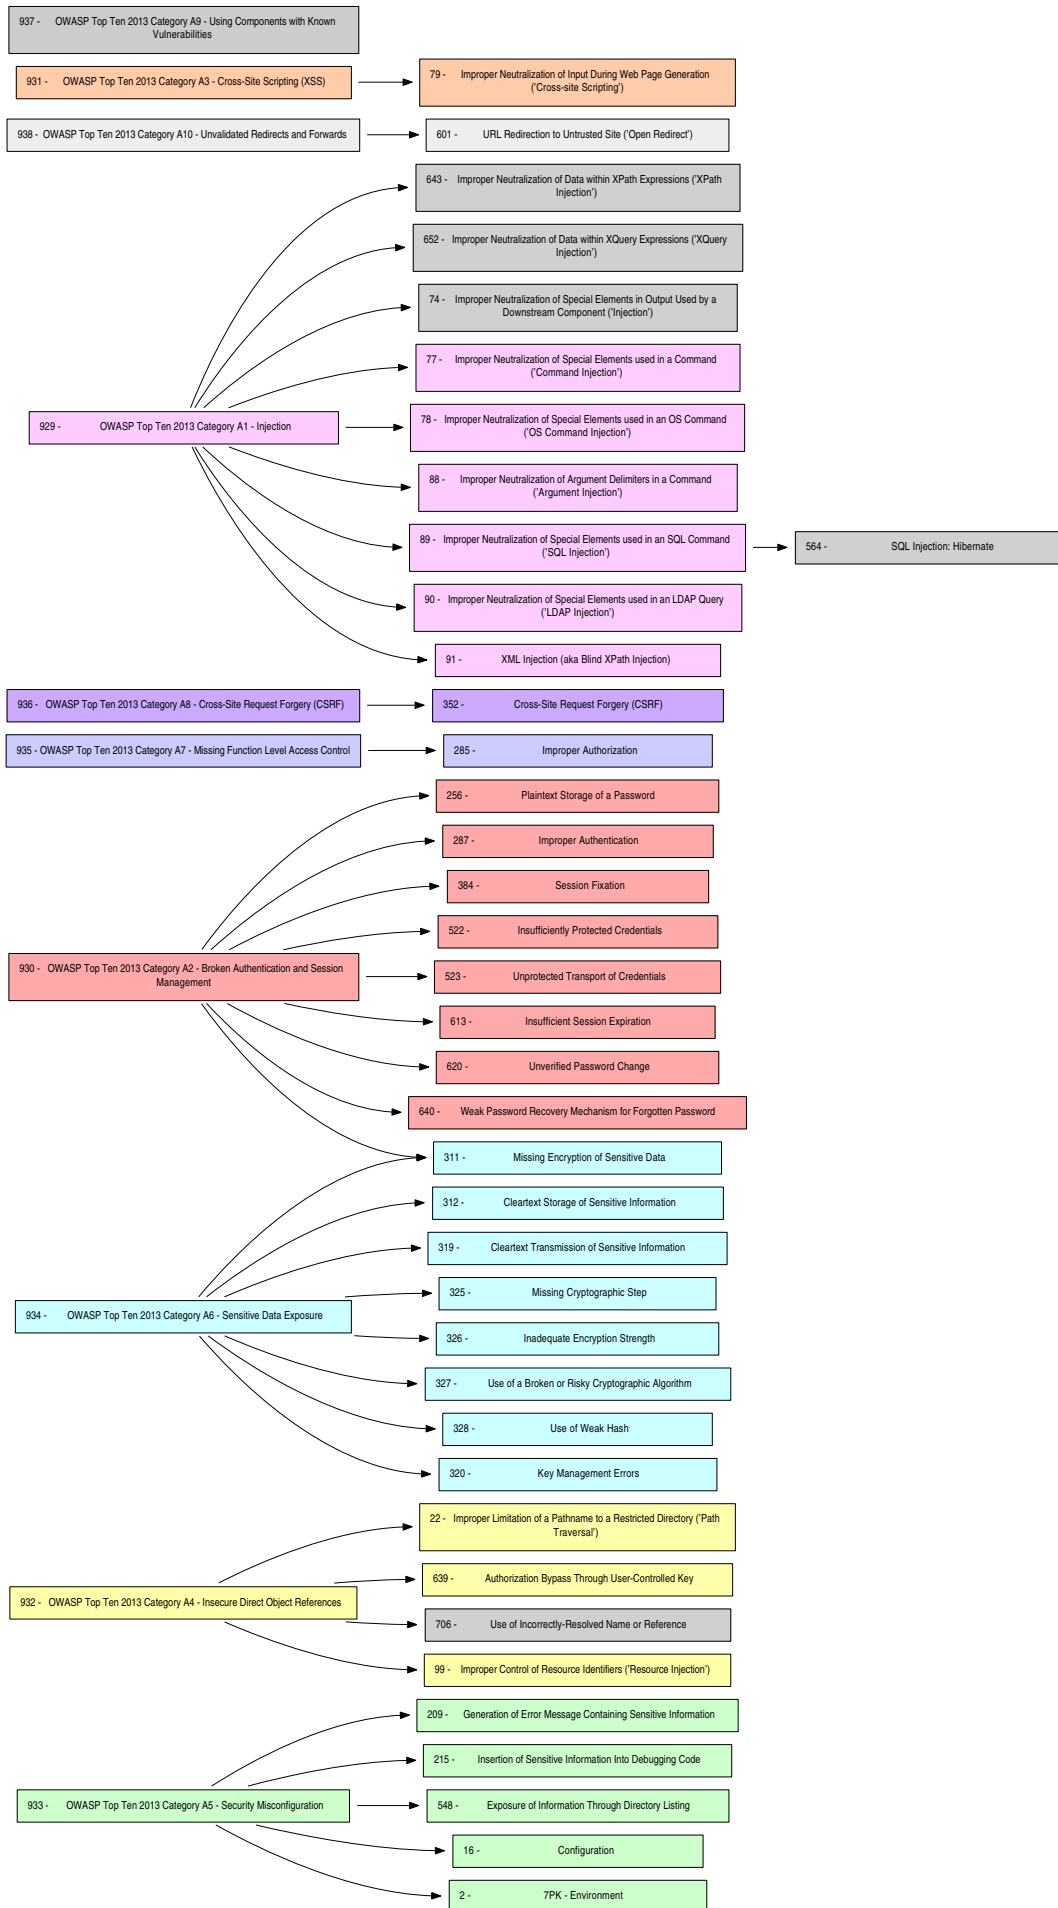 937 - OWASP Top Ten 2013 Category A9 - Using Components with Known
Vulnerabilities
931 - OWASP Top Ten 2013 Category A3 - Cross-Site Scripting (XSS)
79 - Improper Neutralization of Input During Web Page Generation
('Cross-site Scripting')
938 - OWASP Top Ten 2013 Category A10 - Unvalidated Redirects and Forwards
601 - URL Redirection to Untrusted Site ('Open Redirect')
643 - Improper Neutralization of Data within XPath Expressions ('XPath
Injection')
652 - Improper Neutralization of Data within XQuery Expressions ('XQuery
Injection')
74 - Improper Neutralization of Special Elements in Output Used by a
Downstream Component ('Injection')
77 - Improper Neutralization of Special Elements used in a Command
('Command Injection')
929 - OWASP Top Ten 2013 Category A1 - Injection
78 - Improper Neutralization of Special Elements used in an OS Command
('OS Command Injection')
88 - Improper Neutralization of Argument Delimiters in a Command
('Argument Injection')
89 - Improper Neutralization of Special Elements used in an SQL Command
('SQL Injection')
564 - SQL Injection: Hibernate
90 - Improper Neutralization of Special Elements used in an LDAP Query
('LDAP Injection')
91 - XML Injection (aka Blind XPath Injection)
936 - OWASP Top Ten 2013 Category A8 - Cross-Site Request Forgery (CSRF)
352 - Cross-Site Request Forgery (CSRF)
935 - OWASP Top Ten 2013 Category A7 - Missing Function Level Access Control
285 - Improper Authorization
256 - Plaintext Storage of a Password
287 - Improper Authentication
384 - Session Fixation
522 - Insufficiently Protected Credentials
930 - OWASP Top Ten 2013 Category A2 - Broken Authentication and Session
Management
523 - Unprotected Transport of Credentials
613 - Insufficient Session Expiration
620 - Unverified Password Change
640 - Weak Password Recovery Mechanism for Forgotten Password
311 - Missing Encryption of Sensitive Data
312 - Cleartext Storage of Sensitive Information
319 - Cleartext Transmission of Sensitive Information
325 - Missing Cryptographic Step
934 - OWASP Top Ten 2013 Category A6 - Sensitive Data Exposure
326 - Inadequate Encryption Strength
327 - Use of a Broken or Risky Cryptographic Algorithm
328 - Use of Weak Hash
320 - Key Management Errors
22 - Improper Limitation of a Pathname to a Restricted Directory ('Path
Traversal')
639 - Authorization Bypass Through User-Controlled Key
932 - OWASP Top Ten 2013 Category A4 - Insecure Direct Object References
706 - Use of Incorrectly-Resolved Name or Reference
99 - Improper Control of Resource Identifiers ('Resource Injection')
209 - Generation of Error Message Containing Sensitive Information
215 - Insertion of Sensitive Information Into Debugging Code
933 - OWASP Top Ten 2013 Category A5 - Security Misconfiguration
548 - Exposure of Information Through Directory Listing
16 - Configuration
2 - 7PK - Environment